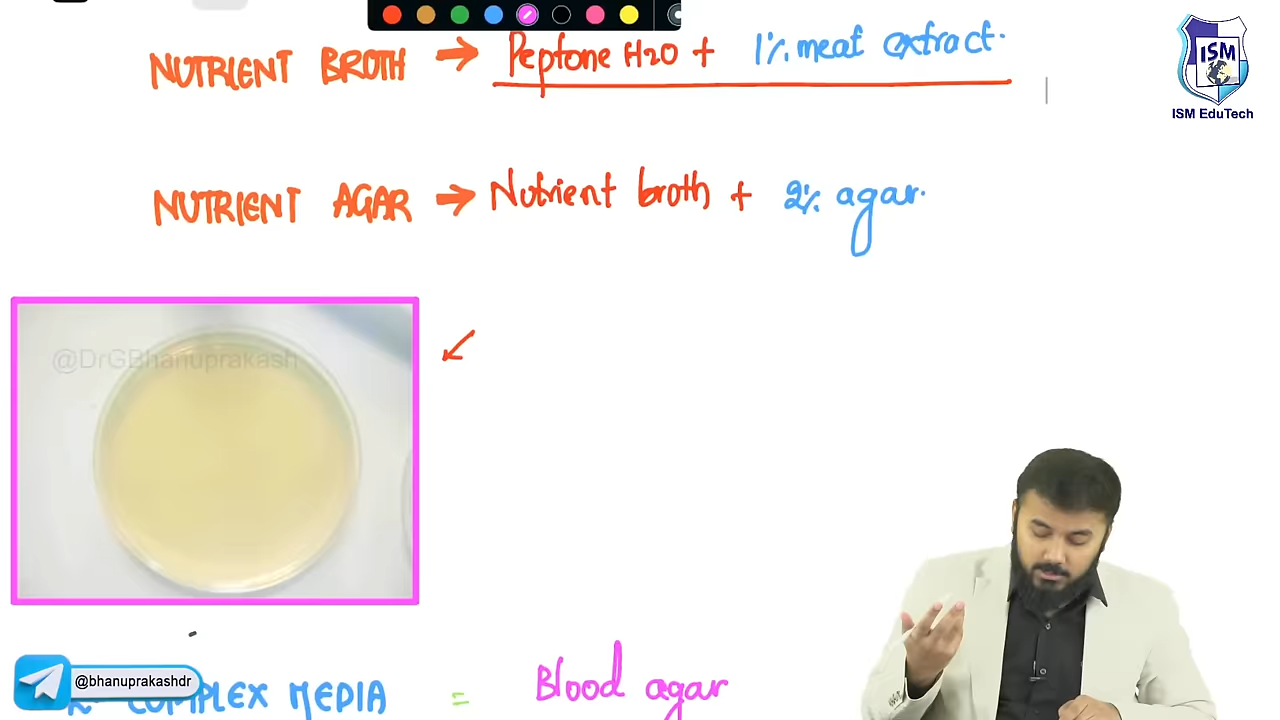 NUTRIENT BROTH → Peptone H2O + 1% meat extract.
ISM
ISM EduTech
NUTRIENT AGAR → Nutrient broth + 2% agar.
@DrGBhanuprakash
@bhanuprakashdr
COMPLEX MEDIA = Blood agar